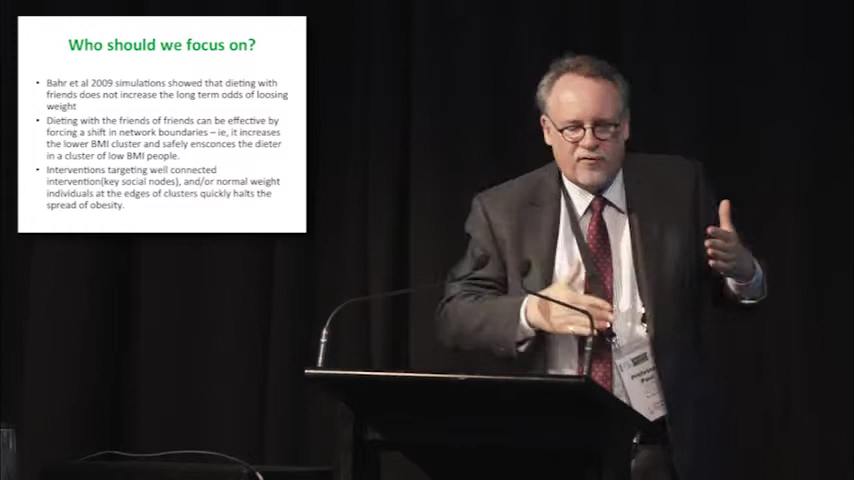 Who should we focus on?
• Bahr et al 2009 simulations showed that dieting with
friends does not increase the long term odds of loosing
weight
• Dieting with the friends of friends can be effective by
forcing a shift in network boundaries – ie, it increases
the lower BMI cluster and safely ensconces the dieter
in a cluster of low BMI people.
• Interventions targeting well connected
intervention(key social nodes), and/or normal weight
individuals at the edges of clusters quickly halts the
spread of obesity.
Professor
Paul